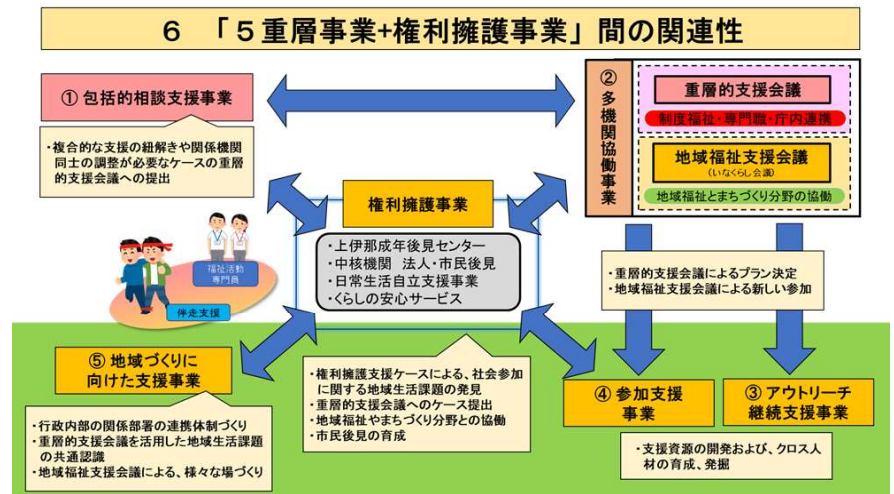 ６　「５重層事業+権利擁護事業」間の関連性
① 包括的相談支援事業
・複合的な支援の紐解きや関係機関
同士の調整が必要なケースの重層
的支援会議への提出
② 多機関協働事業
重層的支援会議
制度福祉・専門職・庁内連携
地域福祉支援会議
(いなくらし会議)
地域福祉とまちづくり分野の協働
権利擁護事業
・上伊那成年後見センター
・中核機関　法人・市民後見
・日常生活自立支援事業
・くらしの安心サービス
福祉活動
専門員
伴走支援
・重層的支援会議によるプラン決定
・地域福祉支援会議による新しい参加
⑤ 地域づくりに
向けた支援事業
・行政内部の関係部署の連携体制づくり
・重層的支援会議を活用した地域生活課題
の共通認識
・地域福祉支援会議による、様々な場づくり
・権利擁護支援ケースによる、社会参加
に関する地域生活課題の発見
・重層的支援会議へのケース提出
・地域福祉やまちづくり分野との協働
・市民後見の育成
④ 参加支援
事業
③ アウトリーチ
継続支援事業
・支援資源の開発および、クロス人
材の育成、発掘